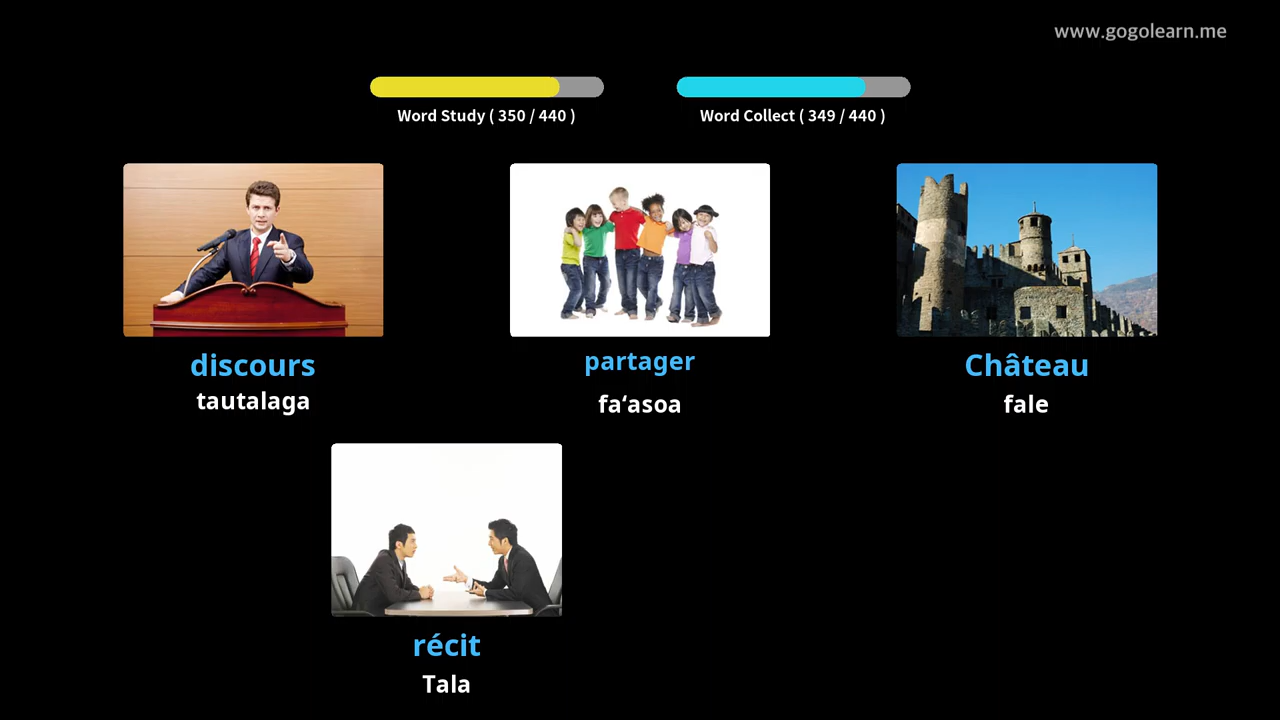 www.gogolearn.me
Word Study ( 350 / 440 )
Word Collect ( 349 / 440 )
discours
tautalaga
partager
fa‘asoa
Château
fale
récit
Tala